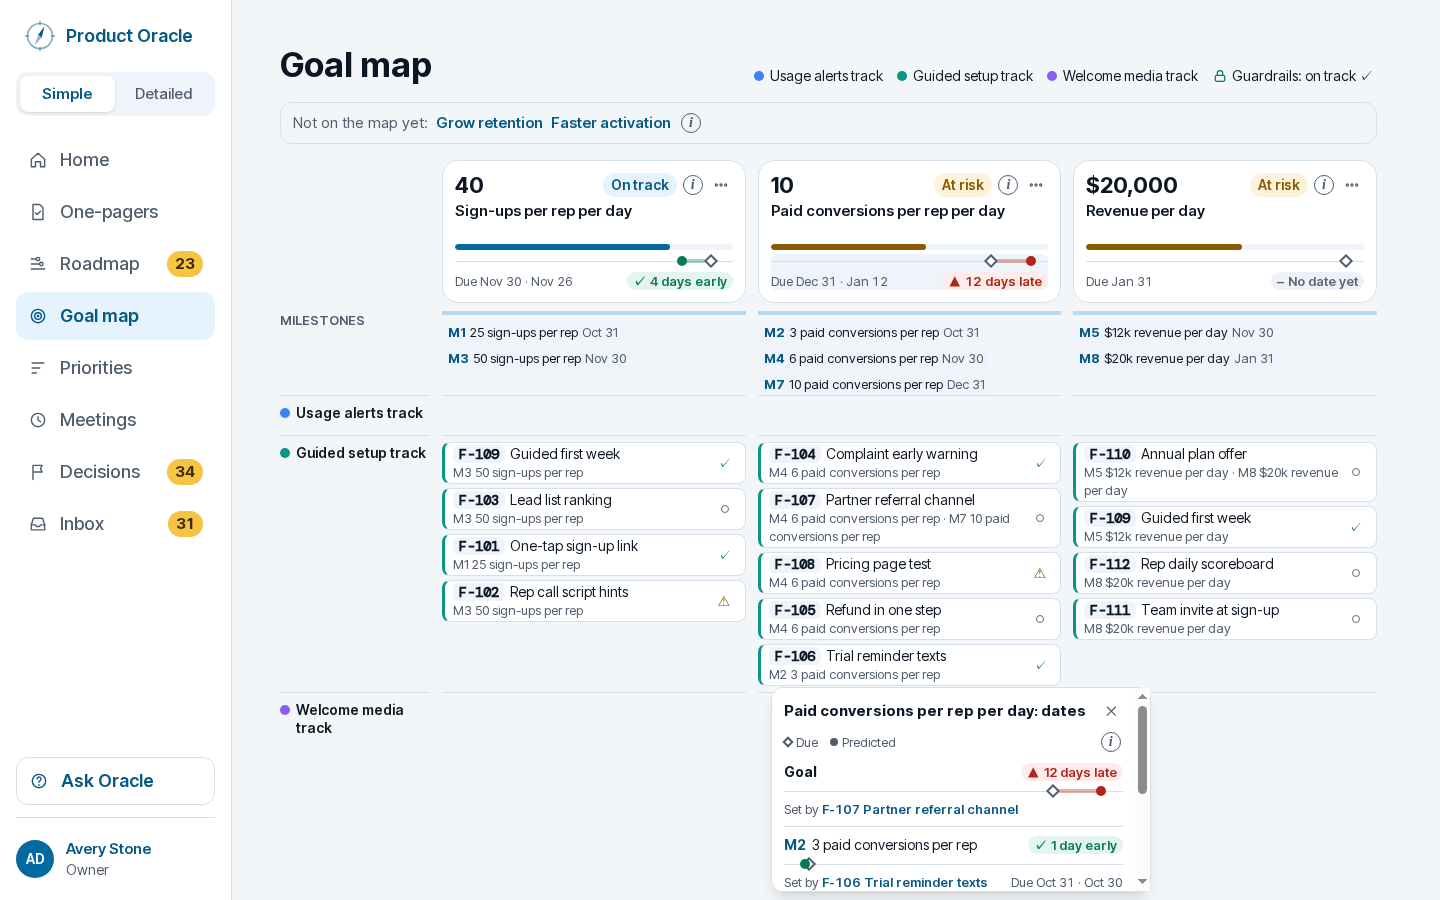 Product Oracle
Simple
Detailed
Home
One-pagers
Roadmap
23
Goal map
Priorities
Meetings
Decisions
34
Inbox
31
Ask Oracle
AD
Avery Stone
Owner
Goal map
Usage alerts track
Guided setup track
Welcome media track
Guardrails: on track ✓
Not on the map yet: Grow retention Faster activation i
40
On track
i
Sign-ups per rep per day
Due Nov 30 · Nov 26
✓ 4 days early
10
At risk
i
Paid conversions per rep per day
Due Dec 31 · Jan 12
▲ 12 days late
$20,000
At risk
i
Revenue per day
Due Jan 31
– No date yet
MILESTONES
M1 25 sign-ups per rep Oct 31
M3 50 sign-ups per rep Nov 30
M2 3 paid conversions per rep Oct 31
M4 6 paid conversions per rep Nov 30
M7 10 paid conversions per rep Dec 31
M5 $12k revenue per day Nov 30
M8 $20k revenue per day Jan 31
Usage alerts track
Guided setup track
F-109 Guided first week
M3 50 sign-ups per rep
✓
F-103 Lead list ranking
M3 50 sign-ups per rep
F-101 One-tap sign-up link
M1 25 sign-ups per rep
✓
F-102 Rep call script hints
M3 50 sign-ups per rep
⚠
F-104 Complaint early warning
M4 6 paid conversions per rep
✓
F-107 Partner referral channel
M4 6 paid conversions per rep · M7 10 paid
conversions per rep
F-108 Pricing page test
M4 6 paid conversions per rep
⚠
F-105 Refund in one step
M4 6 paid conversions per rep
F-106 Trial reminder texts
M2 3 paid conversions per rep
✓
F-110 Annual plan offer
M5 $12k revenue per day · M8 $20k revenue
per day
F-109 Guided first week
M5 $12k revenue per day
✓
F-112 Rep daily scoreboard
M8 $20k revenue per day
F-111 Team invite at sign-up
M8 $20k revenue per day
Welcome media
track
Paid conversions per rep per day: dates
Due
Predicted
i
Goal
▲ 12 days late
Set by F-107 Partner referral channel
M2 3 paid conversions per rep
✓ 1 day early
Set by F-106 Trial reminder texts
Due Oct 31 · Oct 30